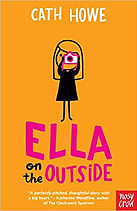 CATH HOWE
ELLA
on the
OUTSIDE
"A perfectly-pitched, thoughtful story with
a big heart." – Katherine Woodfine, author
of The Clockwork Sparrow
nosy
crow